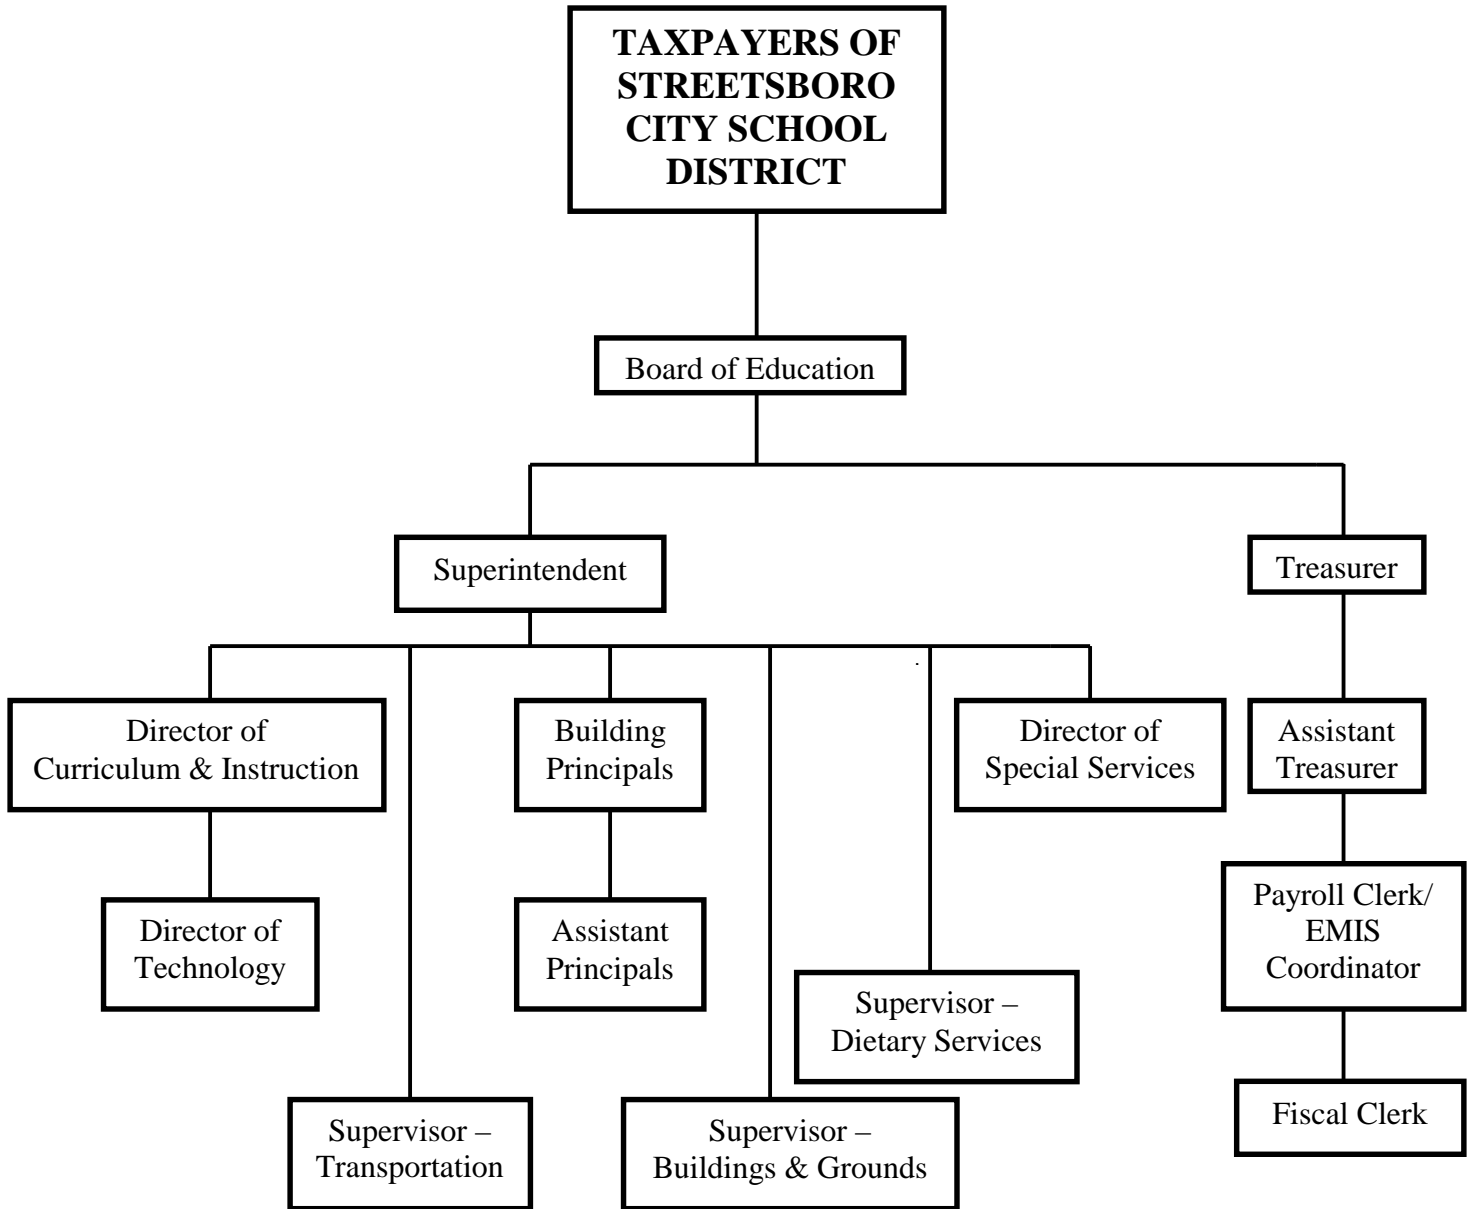 TAXPAYERS OF
STREETSBORO
CITY SCHOOL
DISTRICT
Board of Education
Superintendent
Treasurer
Director of
Curriculum & Instruction
Building
Principals
Director of
Special Services
Assistant
Treasurer
Director of
Technology
Assistant
Principals
Payroll Clerk/
EMIS
Coordinator
Supervisor –
Dietary Services
Fiscal Clerk
Supervisor –
Transportation
Supervisor –
Buildings & Grounds